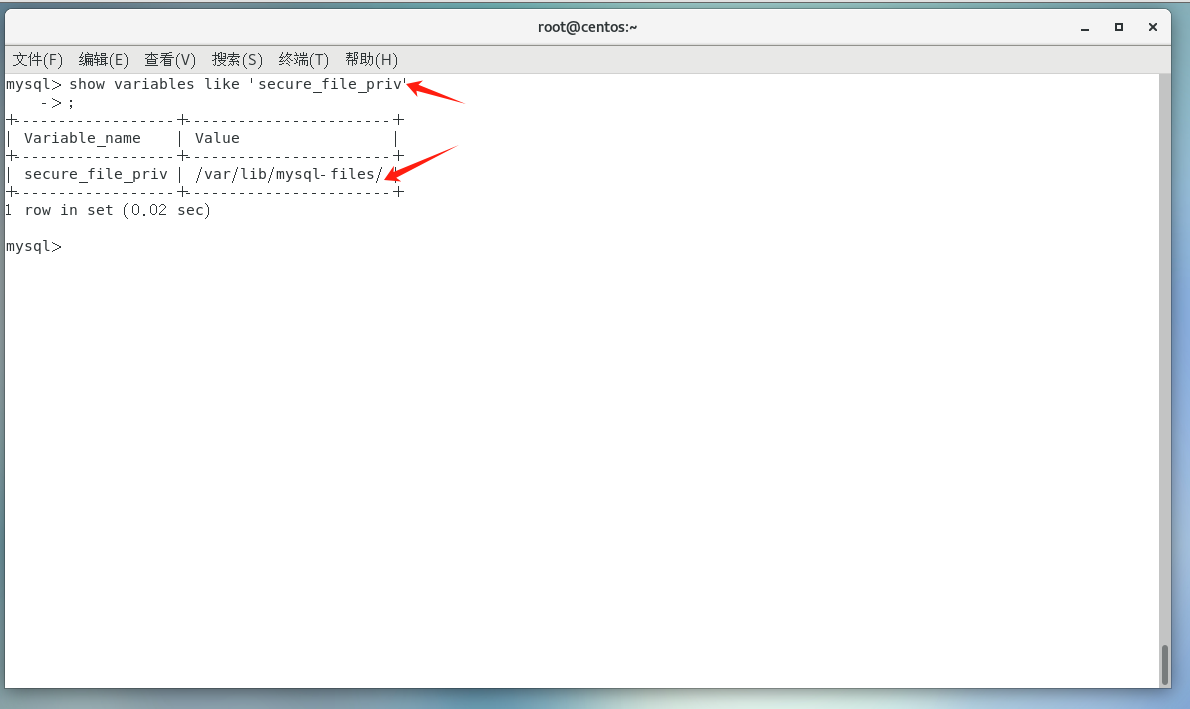 root@centos:~
文件(F) 编辑(E) 查看(V) 搜索(S) 终端(T) 帮助(H)
mysql> show variables like 'secure_file_priv'
    -> ;
+------------------+-----------------------+
| Variable_name    | Value                 |
+------------------+-----------------------+
| secure_file_priv | /var/lib/mysql-files/ |
+------------------+-----------------------+
1 row in set (0.02 sec)
mysql>